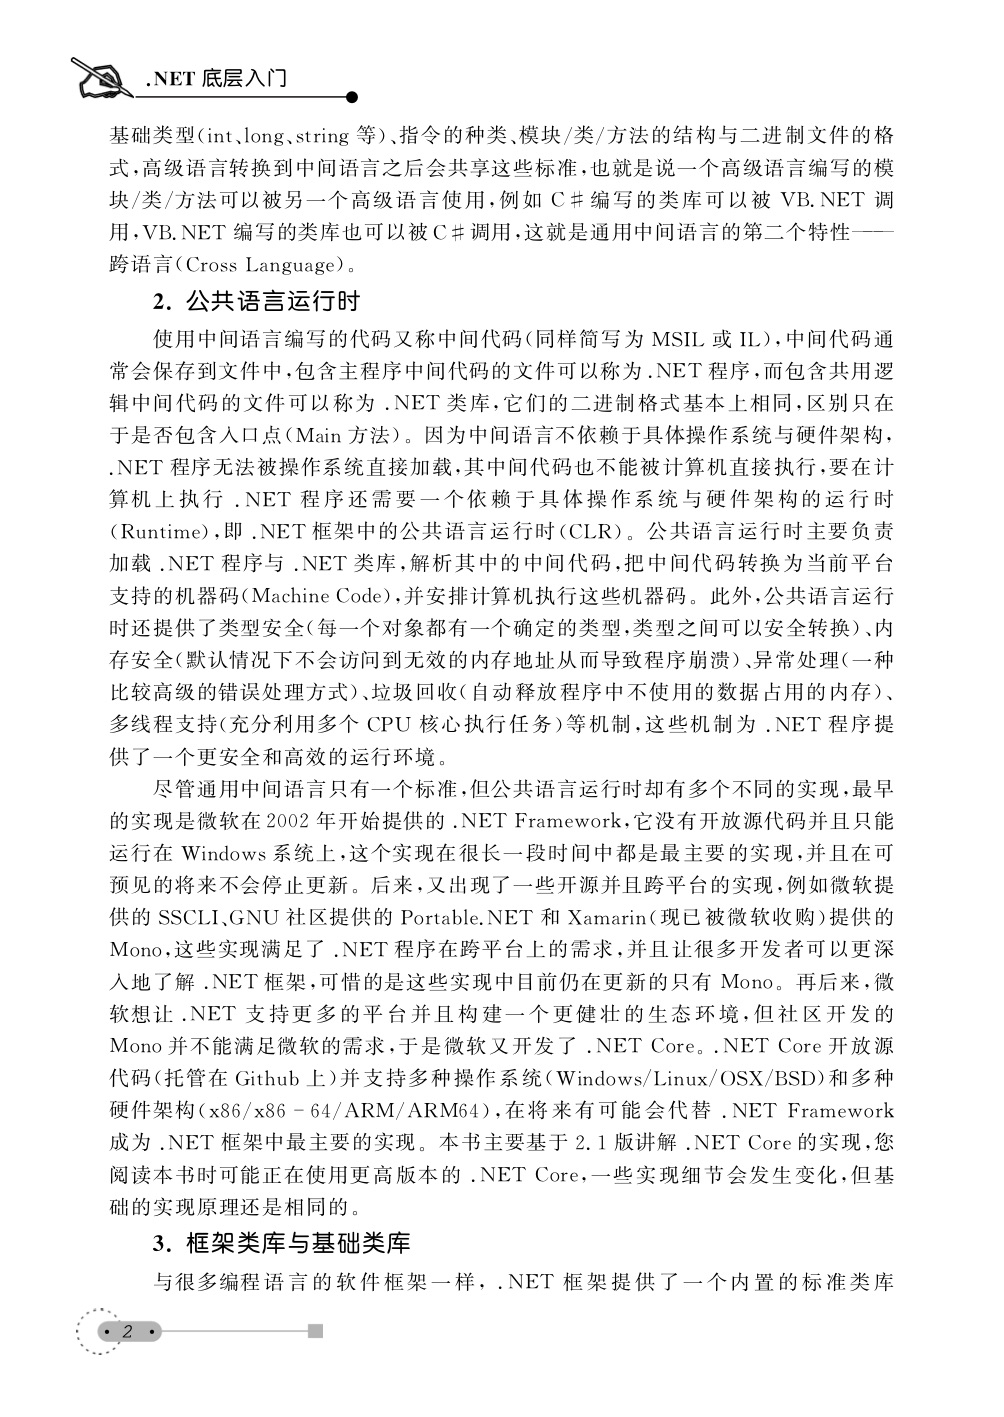 .NET 底层入门
基础类型(int、long、string 等)、指令的种类、模块/类/方法的结构与二进制文件的格
式,高级语言转换到中间语言之后会共享这些标准,也就是说一个高级语言编写的模
块/类/方法可以被另一个高级语言使用,例如 C♯编写的类库可以被 VB.NET 调
用,VB.NET 编写的类库也可以被C♯调用,这就是通用中间语言的第二个特性——
跨语言(Cross Language)。
2. 公共语言运行时
使用中间语言编写的代码又称中间代码(同样简写为 MSIL 或 IL),中间代码通
常会保存到文件中,包含主程序中间代码的文件可以称为.NET 程序,而包含共用逻
辑中间代码的文件可以称为 .NET 类库,它们的二进制格式基本上相同,区别只在
于是否包含入口点(Main 方法)。因为中间语言不依赖于具体操作系统与硬件架构,
.NET 程序无法被操作系统直接加载,其中间代码也不能被计算机直接执行,要在计
算机上执行 .NET 程序还需要一个依赖于具体操作系统与硬件架构的运行时
(Runtime),即 .NET 框架中的公共语言运行时(CLR)。公共语言运行时主要负责
加载 .NET 程序与 .NET 类库,解析其中的中间代码,把中间代码转换为当前平台
支持的机器码(Machine Code),并安排计算机执行这些机器码。此外,公共语言运行
时还提供了类型安全(每一个对象都有一个确定的类型,类型之间可以安全转换)、内
存安全(默认情况下不会访问到无效的内存地址从而导致程序崩溃)、异常处理(一种
比较高级的错误处理方式)、垃圾回收(自动释放程序中不使用的数据占用的内存)、
多线程支持(充分利用多个 CPU 核心执行任务)等机制,这些机制为 .NET 程序提
供了一个更安全和高效的运行环境。
尽管通用中间语言只有一个标准,但公共语言运行时却有多个不同的实现,最早
的实现是微软在 2002 年开始提供的 .NET Framework,它没有开放源代码并且只能
运行在 Windows 系统上,这个实现在很长一段时间中都是最主要的实现,并且在可
预见的将来不会停止更新。后来,又出现了一些开源并且跨平台的实现,例如微软提
供的 SSCLI、GNU 社区提供的 Portable.NET 和 Xamarin(现已被微软收购)提供的
Mono,这些实现满足了 .NET 程序在跨平台上的需求,并且让很多开发者可以更深
入地了解 .NET 框架,可惜的是这些实现中目前仍在更新的只有 Mono。再后来,微
软想让 .NET 支持更多的平台并且构建一个更健壮的生态环境,但社区开发的
Mono 并不能满足微软的需求,于是微软又开发了 .NET Core。.NET Core 开放源
代码(托管在 Github 上)并支持多种操作系统(Windows/Linux/OSX/BSD)和多种
硬件架构(x86/x86-64/ARM/ARM64),在将来有可能会代替 .NET Framework
成为 .NET 框架中最主要的实现。本书主要基于 2.1 版讲解 .NET Core 的实现,您
阅读本书时可能正在使用更高版本的 .NET Core,一些实现细节会发生变化,但基
础的实现原理还是相同的。
3. 框架类库与基础类库
与很多编程语言的软件框架一样, .NET 框架提供了一个内置的标准类库
· 2 ·